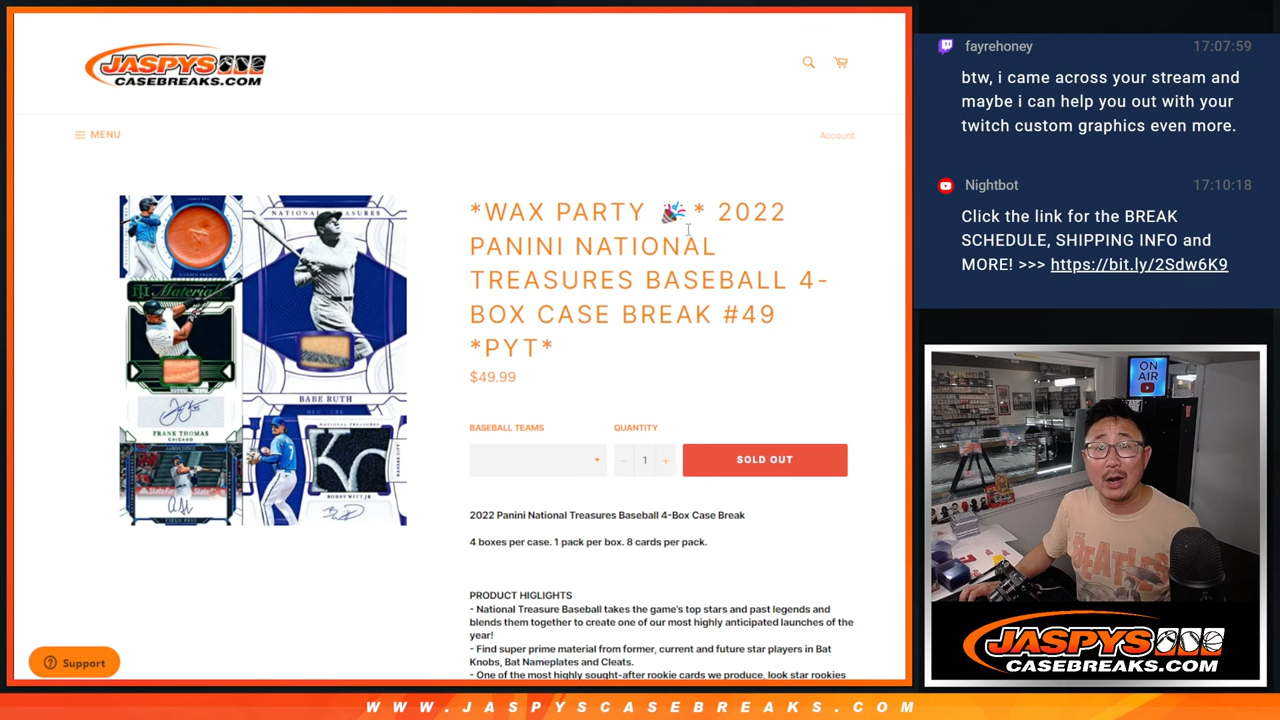 JASPYS
CASEBREAKS.COM
MENU
Account
*WAX PARTY 🎉* 2022
PANINI NATIONAL
TREASURES BASEBALL 4-
BOX CASE BREAK #49
*PYT*
$49.99
BASEBALL TEAMS
QUANTITY
1
SOLD OUT
2022 Panini National Treasures Baseball 4-Box Case Break
4 boxes per case. 1 pack per box. 8 cards per pack.
PRODUCT HIGLIGHTS
- National Treasure Baseball takes the game's top stars and past legends and
blends them together to create one of our most highly anticipated launches of the
year!
- Find super prime material from former, current and future star players in Bat
Knobs, Bat Nameplates and Cleats.
- One of the most highly sought-after rookie cards we produce, look star rookies
Materials
FRANK THOMAS
CHICAGO
BABE RUTH
BOBBY WITT JR
Support
fayrehoney
17:07:59
btw, i came across your stream and
maybe i can help you out with your
twitch custom graphics even more.
Nightbot
17:10:18
Click the link for the BREAK
SCHEDULE, SHIPPING INFO and
MORE! >>> https://bit.ly/2Sdw6K9
ON
AIR
BEATLES
JASPYS
CASEBREAKS.COM
WWW.JASPYSCASEBREAKS.COM